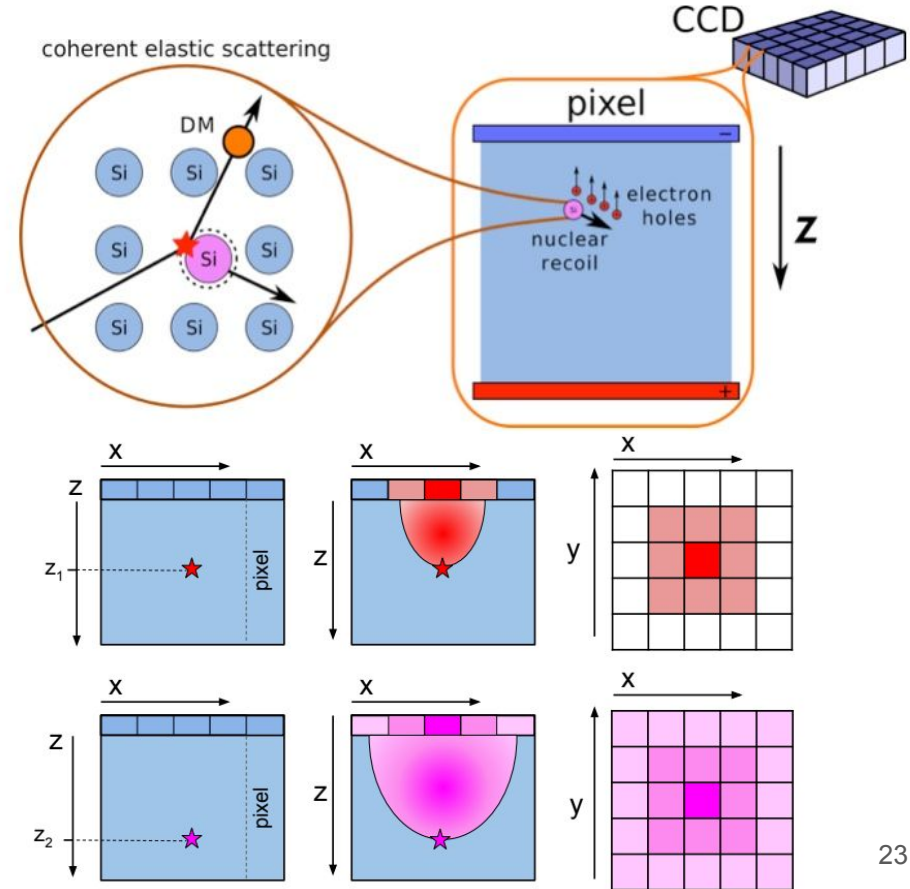 CCD
coherent elastic scattering
pixel
DM
−
Si Si Si
electron
holes
Si
Si Si Si
nuclear
recoil
z
Si Si Si
+
x
x
x
z
z
y
z₁
pixel
x
x
x
z
z
y
z₂
pixel
23